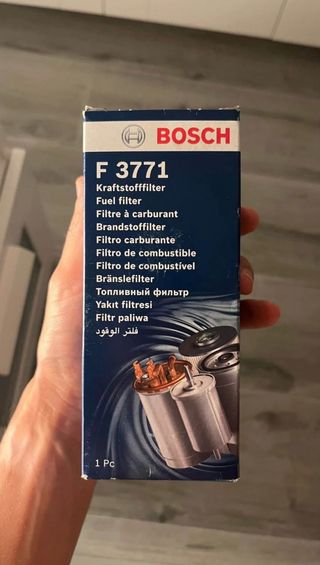 BOSCH
F 3771
Kraftstofffilter
Fuel filter
Filtre à carburant
Brandstoffilter
Filtro carburante
Filtro de combustible
Filtro de combustível
Bränslefilter
Топливный фильтр
Yakıt filtresi
Filtr paliwa
فلتر الوقود
1 Pc